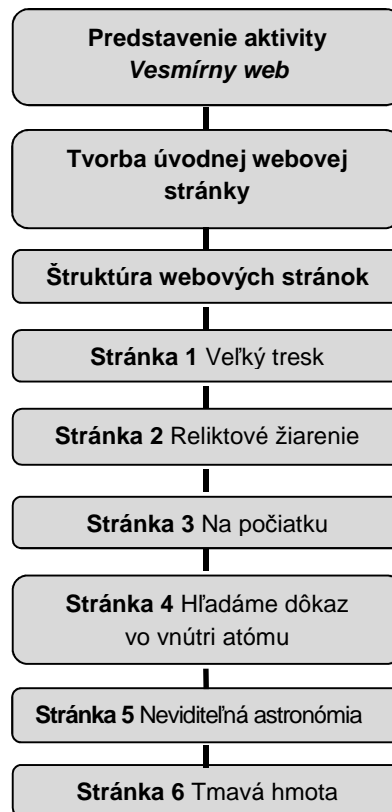 Predstavenie aktivity
Vesmírny web
Tvorba úvodnej webovej
stránky
Štruktúra webových stránok
Stránka 1 Veľký tresk
Stránka 2 Reliktové žiarenie
Stránka 3 Na počiatku
Stránka 4 Hľadáme dôkaz
vo vnútri atómu
Stránka 5 Neviditeľná astronómia
Stránka 6 Tmavá hmota